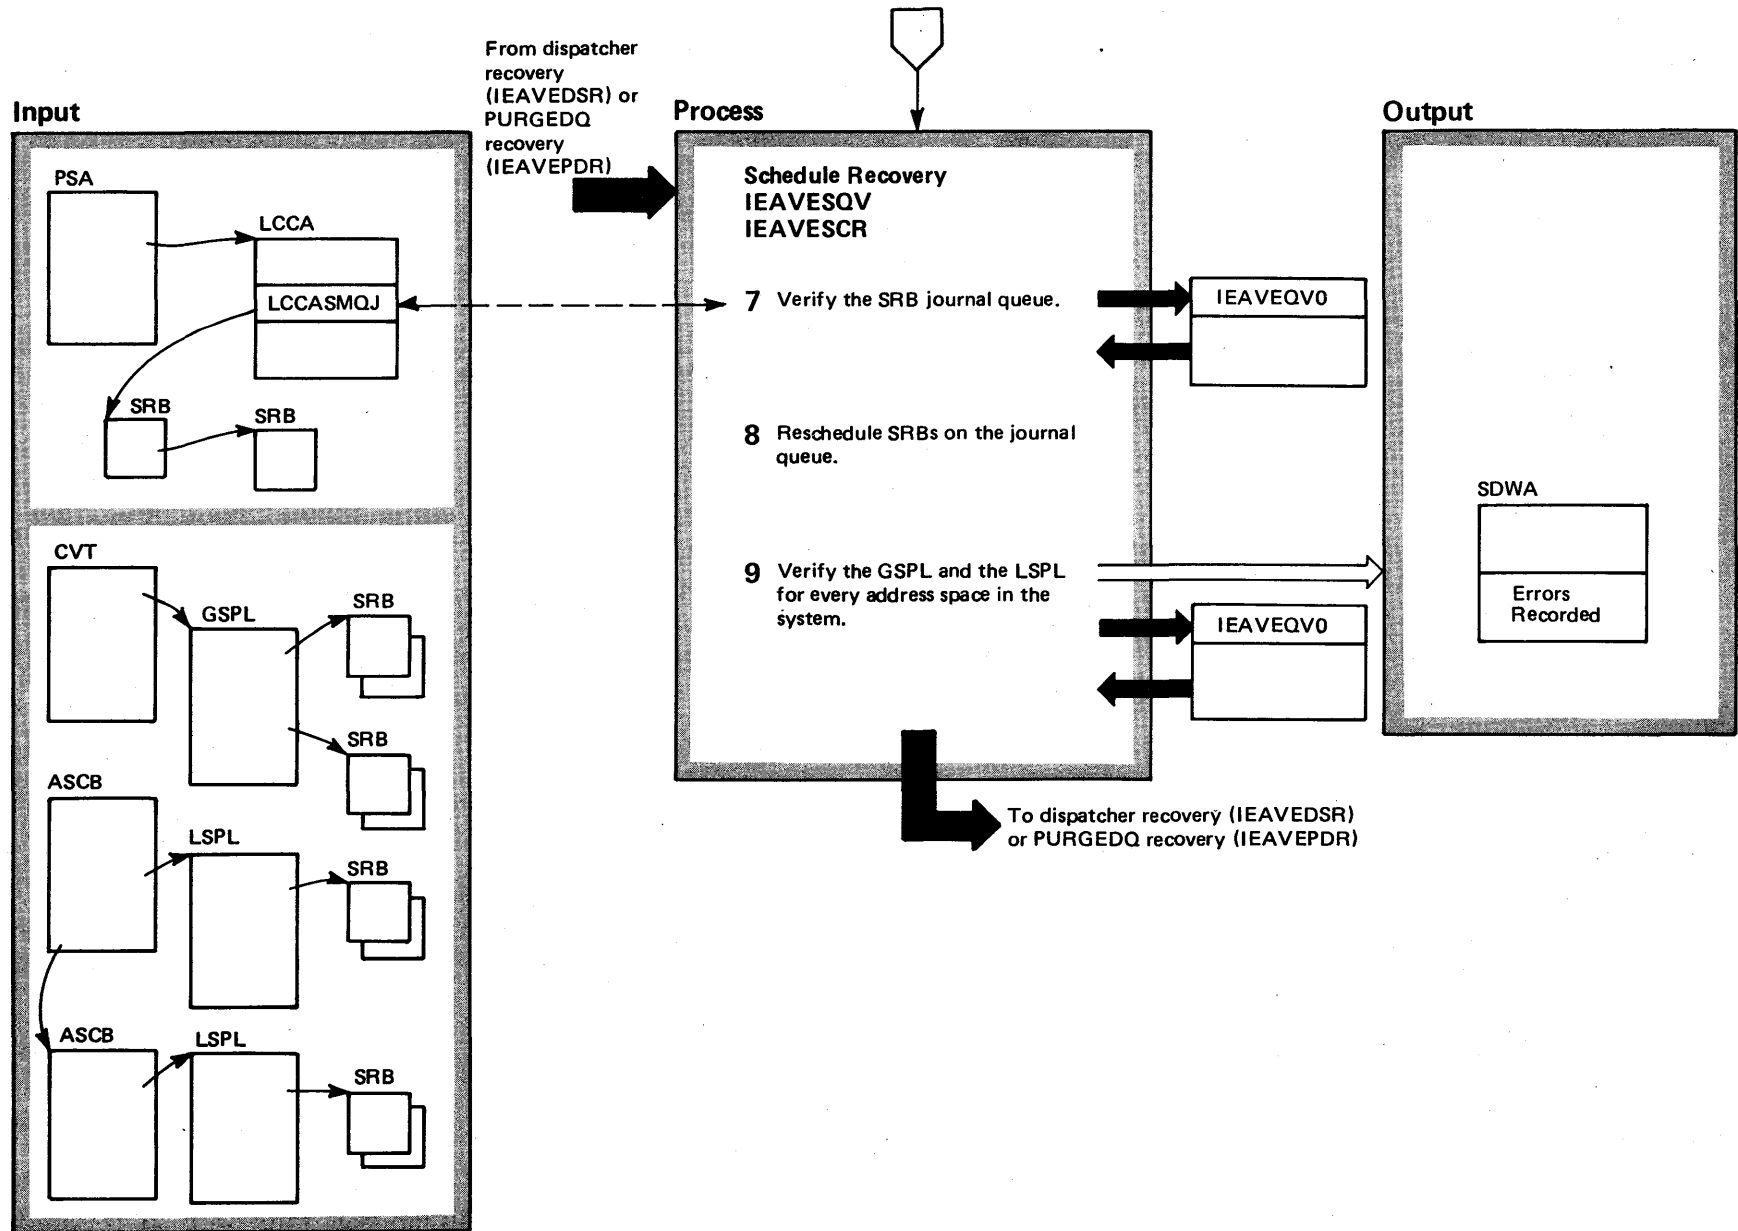 From dispatcher
recovery
(IEAVEDSR) or
PURGEDQ
recovery
(IEAVEPDR)
Input
PSA
LCCA
LCCASMQJ
SRB
SRB
CVT
GSPL
SRB
SRB
ASCB
LSPL
SRB
ASCB
LSPL
SRB
Process
Schedule Recovery
IEAVESQV
IEAVESCR
7 Verify the SRB journal queue.
IEAVEQV0
8 Reschedule SRBs on the journal
queue.
9 Verify the GSPL and the LSPL
for every address space in the
system.
IEAVEQV0
To dispatcher recovery (IEAVEDSR)
or PURGEDQ recovery (IEAVEPDR)
Output
SDWA
Errors
Recorded